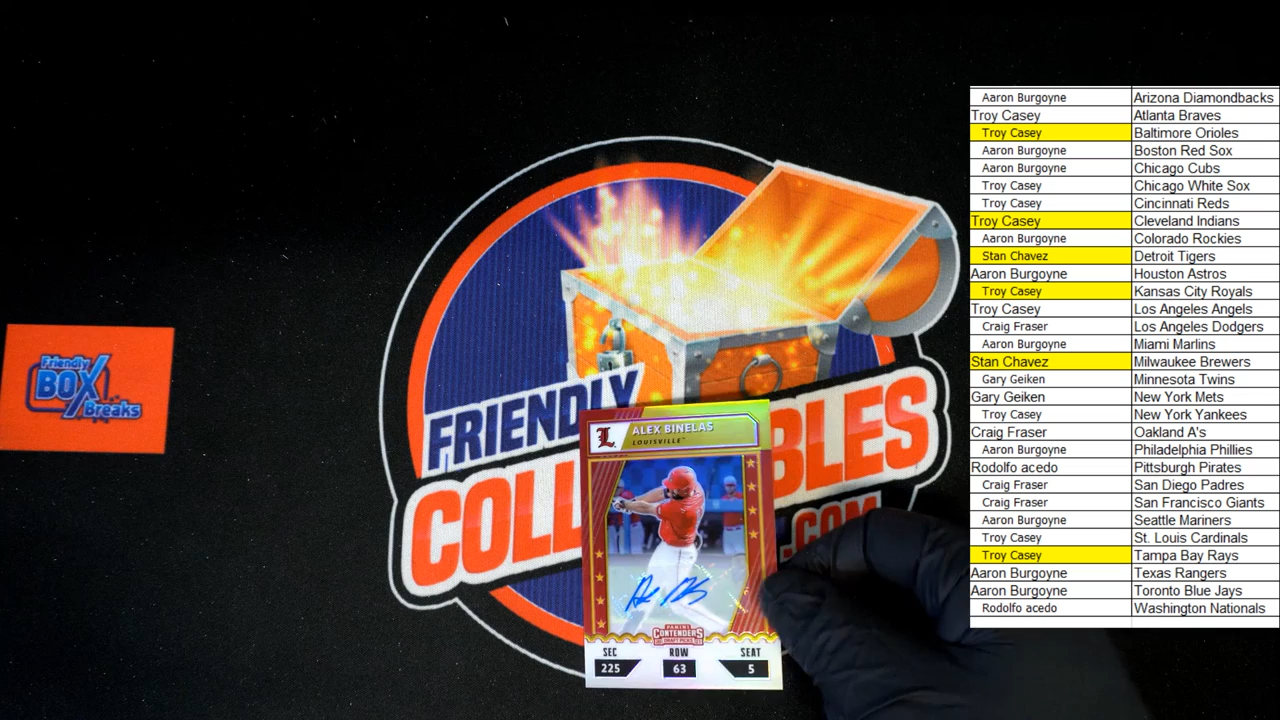 Friendly
BOX
Breaks
FRIENDLY
COLL BLES
.COM
L
ALEX BINELAS
LOUISVILLE
PANINI
CONTENDERS
DRAFT PICKS
SEC ROW SEAT
225 63 5
Aaron Burgoyne Arizona Diamondbacks
Troy Casey Atlanta Braves
Troy Casey Baltimore Orioles
Aaron Burgoyne Boston Red Sox
Aaron Burgoyne Chicago Cubs
Troy Casey Chicago White Sox
Troy Casey Cincinnati Reds
Troy Casey Cleveland Indians
Aaron Burgoyne Colorado Rockies
Stan Chavez Detroit Tigers
Aaron Burgoyne Houston Astros
Troy Casey Kansas City Royals
Troy Casey Los Angeles Angels
Craig Fraser Los Angeles Dodgers
Aaron Burgoyne Miami Marlins
Stan Chavez Milwaukee Brewers
Gary Geiken Minnesota Twins
Gary Geiken New York Mets
Troy Casey New York Yankees
Craig Fraser Oakland A's
Aaron Burgoyne Philadelphia Phillies
Rodolfo acedo Pittsburgh Pirates
Craig Fraser San Diego Padres
Craig Fraser San Francisco Giants
Aaron Burgoyne Seattle Mariners
Troy Casey St. Louis Cardinals
Troy Casey Tampa Bay Rays
Aaron Burgoyne Texas Rangers
Aaron Burgoyne Toronto Blue Jays
Rodolfo acedo Washington Nationals